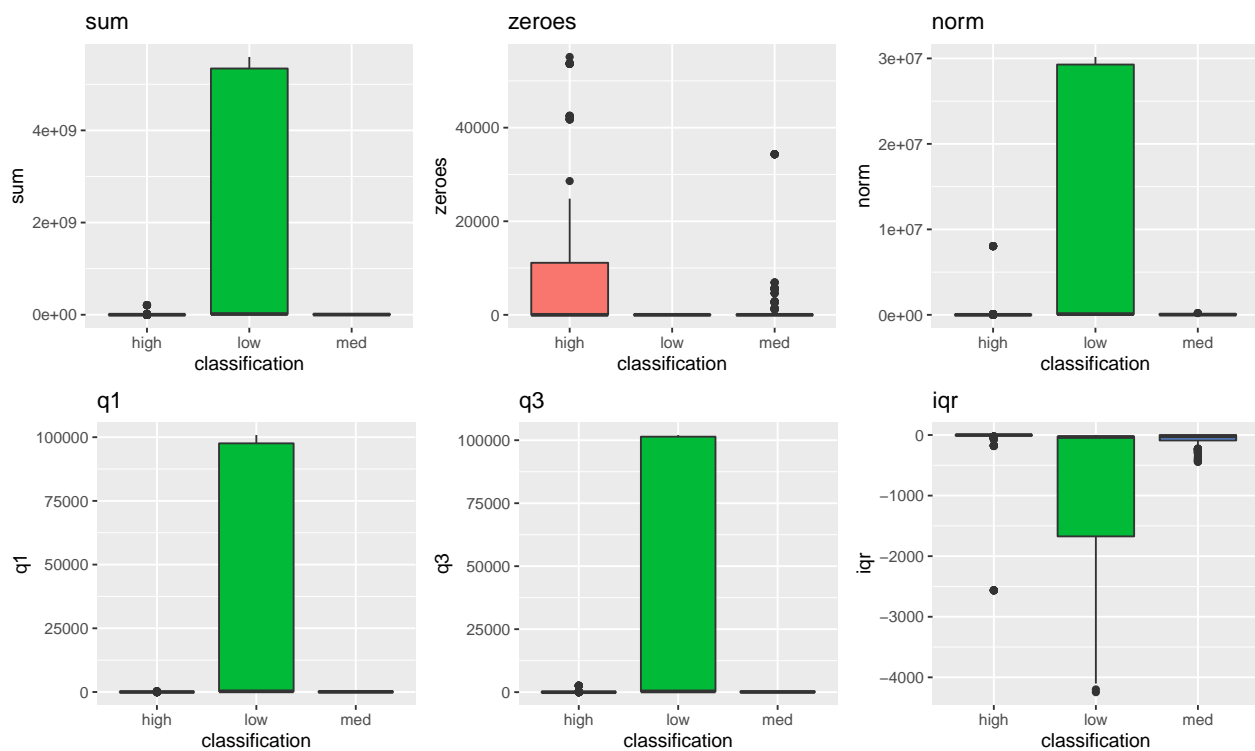 sum
sum
4e+09
2e+09
0e+00
high
low
med
classification
zeroes
zeroes
40000
20000
0
high
low
med
classification
norm
norm
3e+07
2e+07
1e+07
0e+00
high
low
med
classification
q1
q1
100000
75000
50000
25000
0
high
low
med
classification
q3
q3
100000
75000
50000
25000
0
high
low
med
classification
iqr
iqr
0
−1000
−2000
−3000
−4000
high
low
med
classification